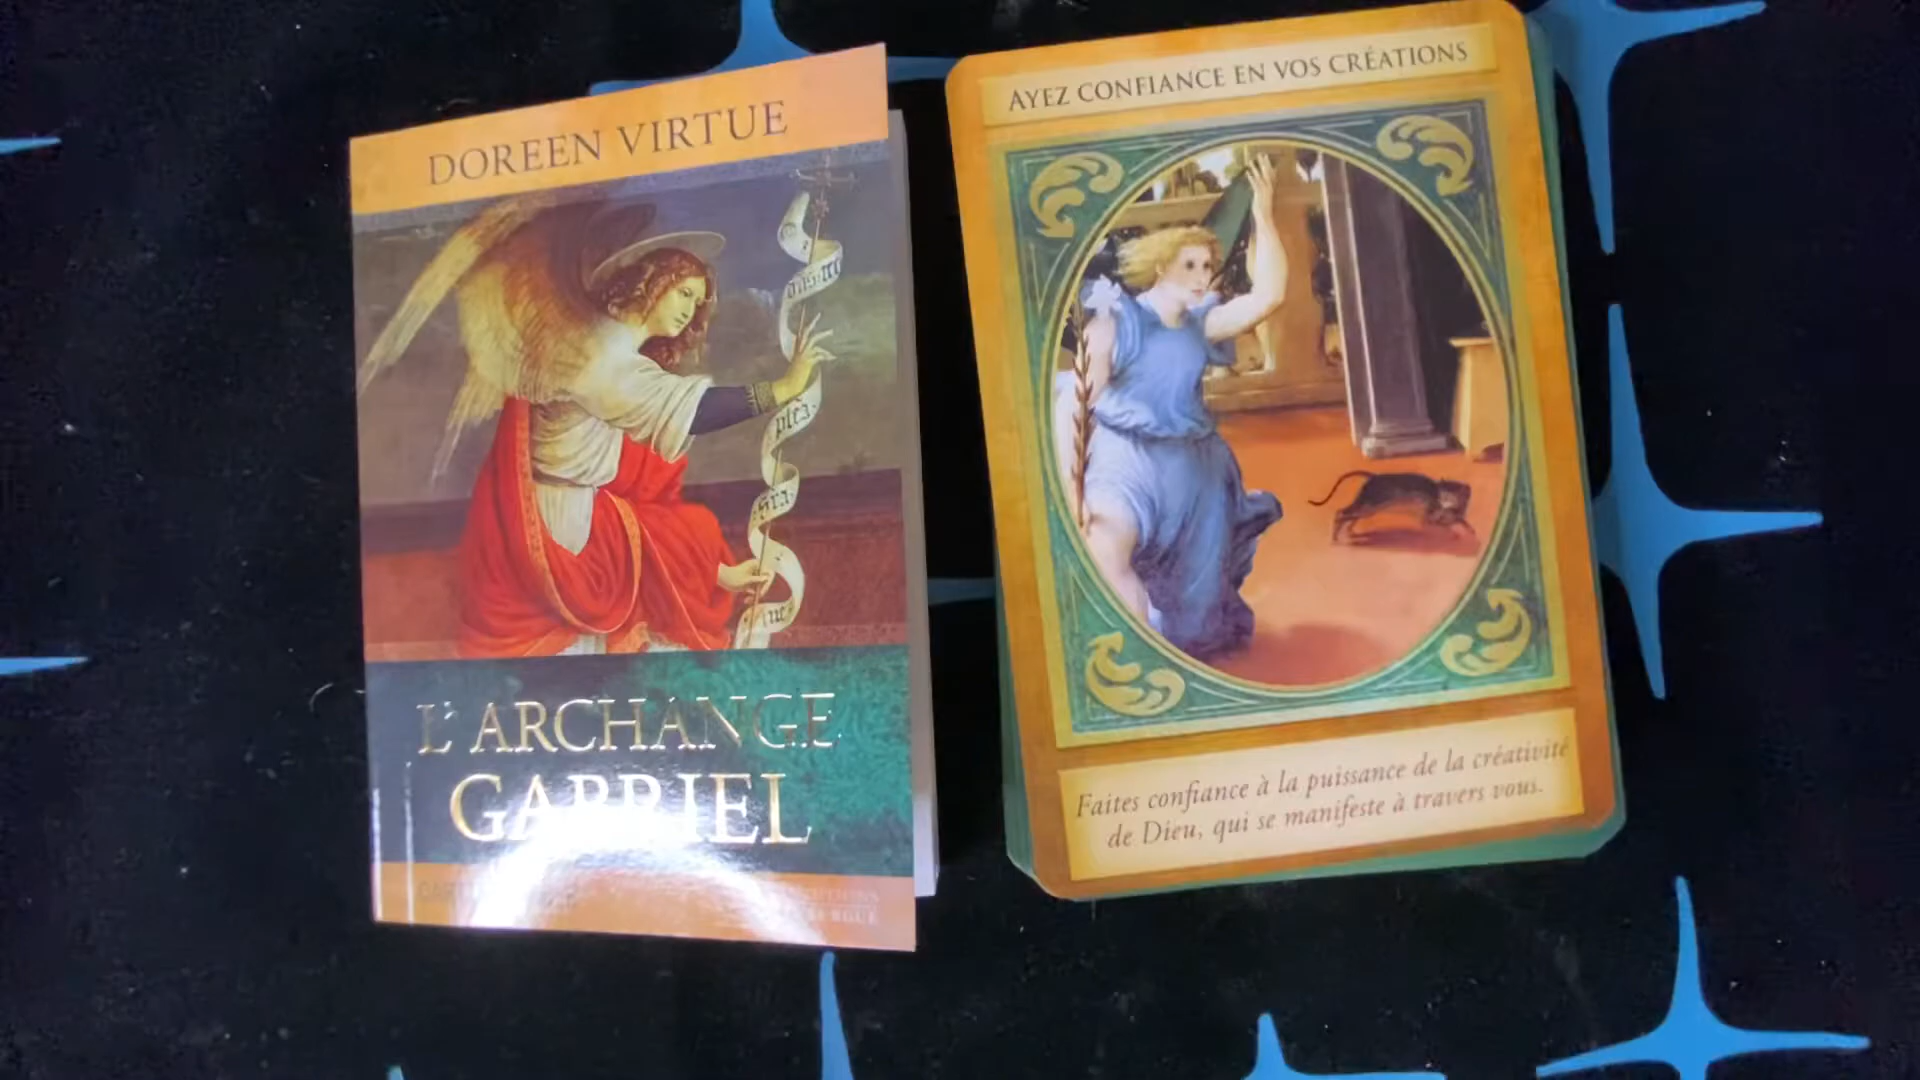 DOREEN VIRTUE
L'ARCHANGE
GABRIEL
AYEZ CONFIANCE EN VOS CRÉATIONS
Faites confiance à la puissance de la créativité
de Dieu, qui se manifeste à travers vous.